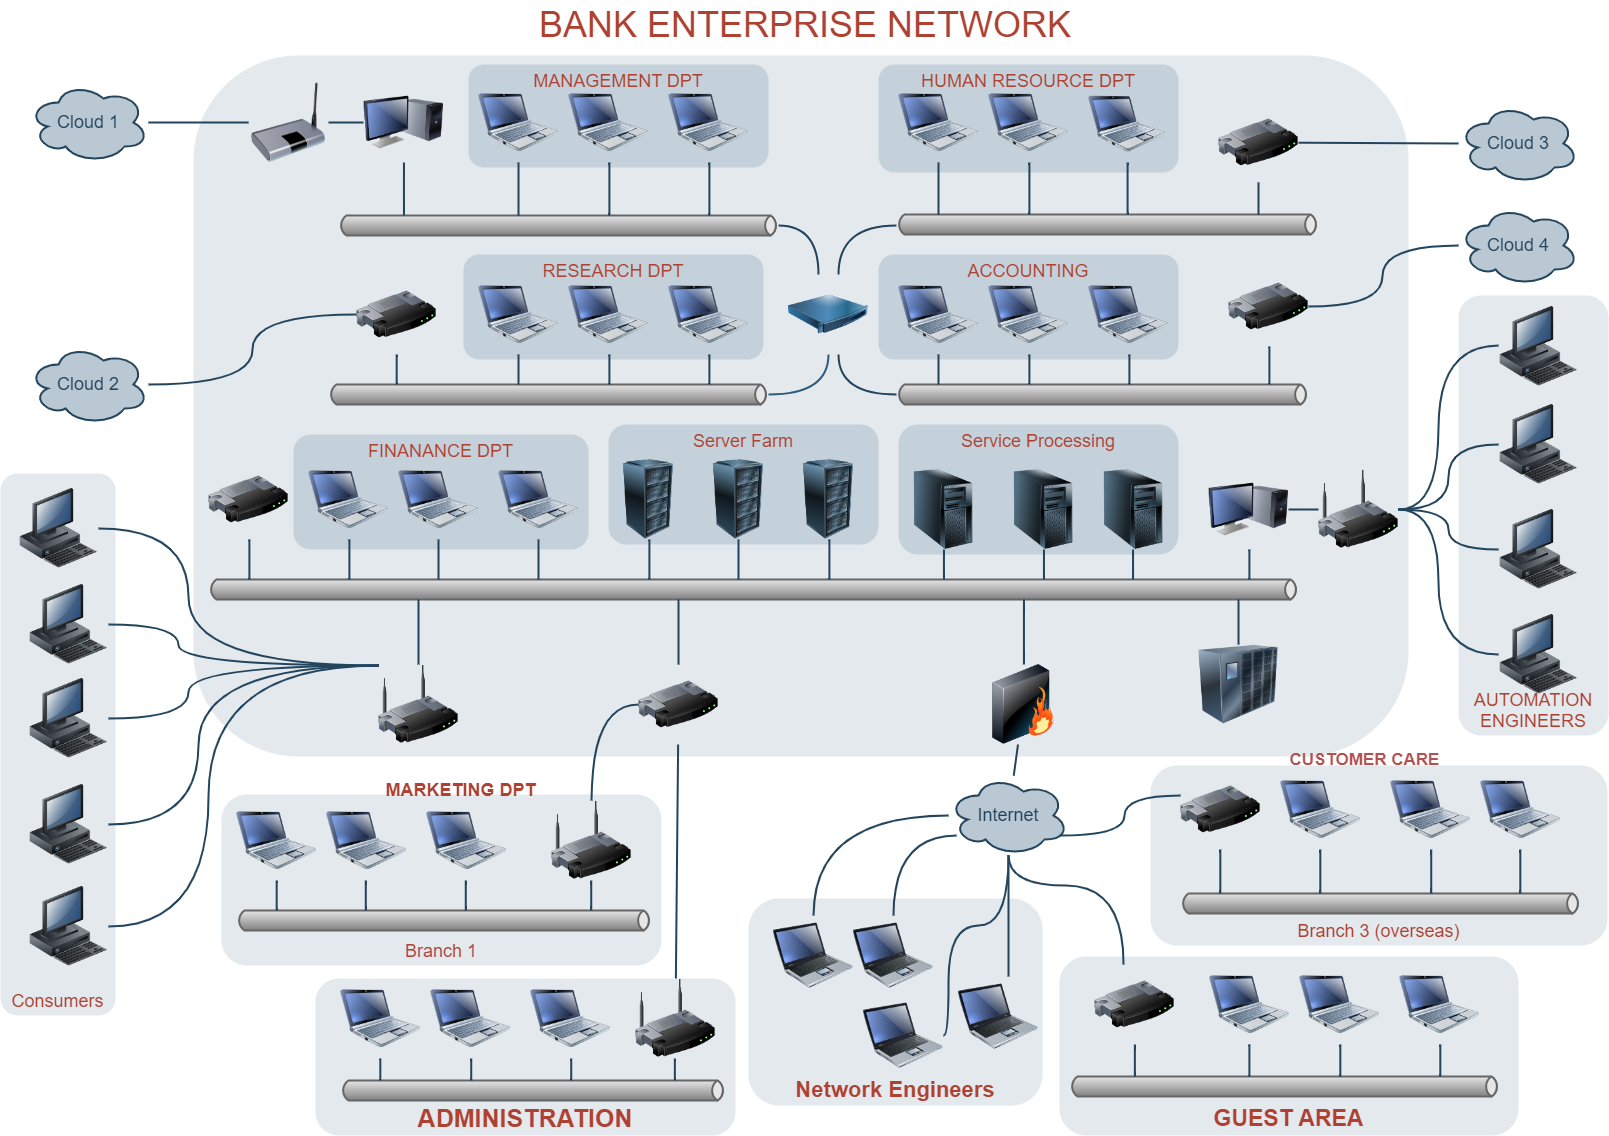 BANK ENTERPRISE NETWORK
MANAGEMENT DPT
HUMAN RESOURCE DPT
Cloud 1
Cloud 3
Cloud 4
RESEARCH DPT
ACCOUNTING
Cloud 2
FINANANCE DPT
Server Farm
Service Processing
AUTOMATION
ENGINEERS
Consumers
MARKETING DPT
Branch 1
Internet
CUSTOMER CARE
Branch 3 (overseas)
ADMINISTRATION
Network Engineers
GUEST AREA